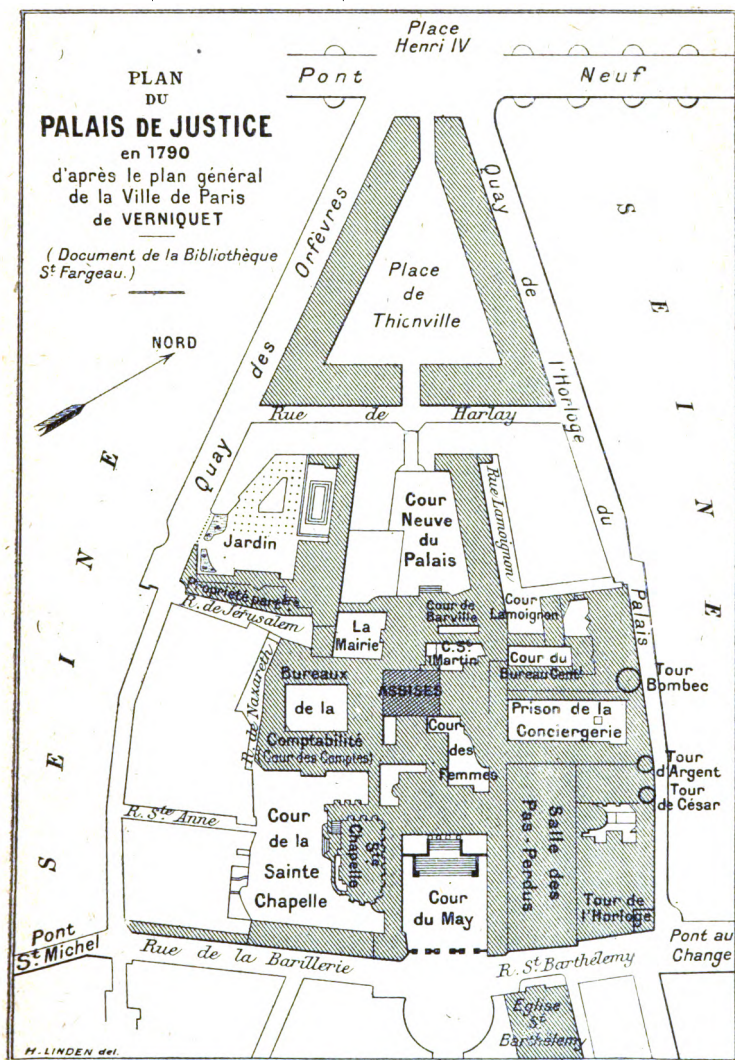 Place
Henri IV
Pont Neuf
PLAN
DU
PALAIS DE JUSTICE
en 1790
d'après le plan général
de la Ville de Paris
de VERNIQUET
(Document de la Bibliothèque
St Fargeau.)
NORD
Quay des Orfèvres
Quay de l'Horloge du Palais
SEINE
SEINE
Place
de
Thionville
Rue de Harlay
Rue Lamoignon
Cour
Neuve
du
Palais
Jardin
Propriété partère
R. de Jérusalem
La
Mairie
Cour de
Barville
Cour
Lamoignon
C. St
Martin
Cour du
Bureau Centl
Tour
Bombec
R. de Naxareth
Bureaux
de la
Comptabilité
(Cour des Comptes)
ASSISES
Prison de la
Conciergerie
Cour
des
Femmes
Tour
d'Argent
Tour
de César
R. Ste Anne
Cour
de la
Sainte
Chapelle
Ste
Chapelle
Salle des
Pas-Perdus
Cour
du May
Tour de
l'Horloge
Pont
St Michel
Rue de la Barillerie
R. St Barthélemy
Pont au
Change
Eglise
St
Barthélemy
H. LINDEN del.